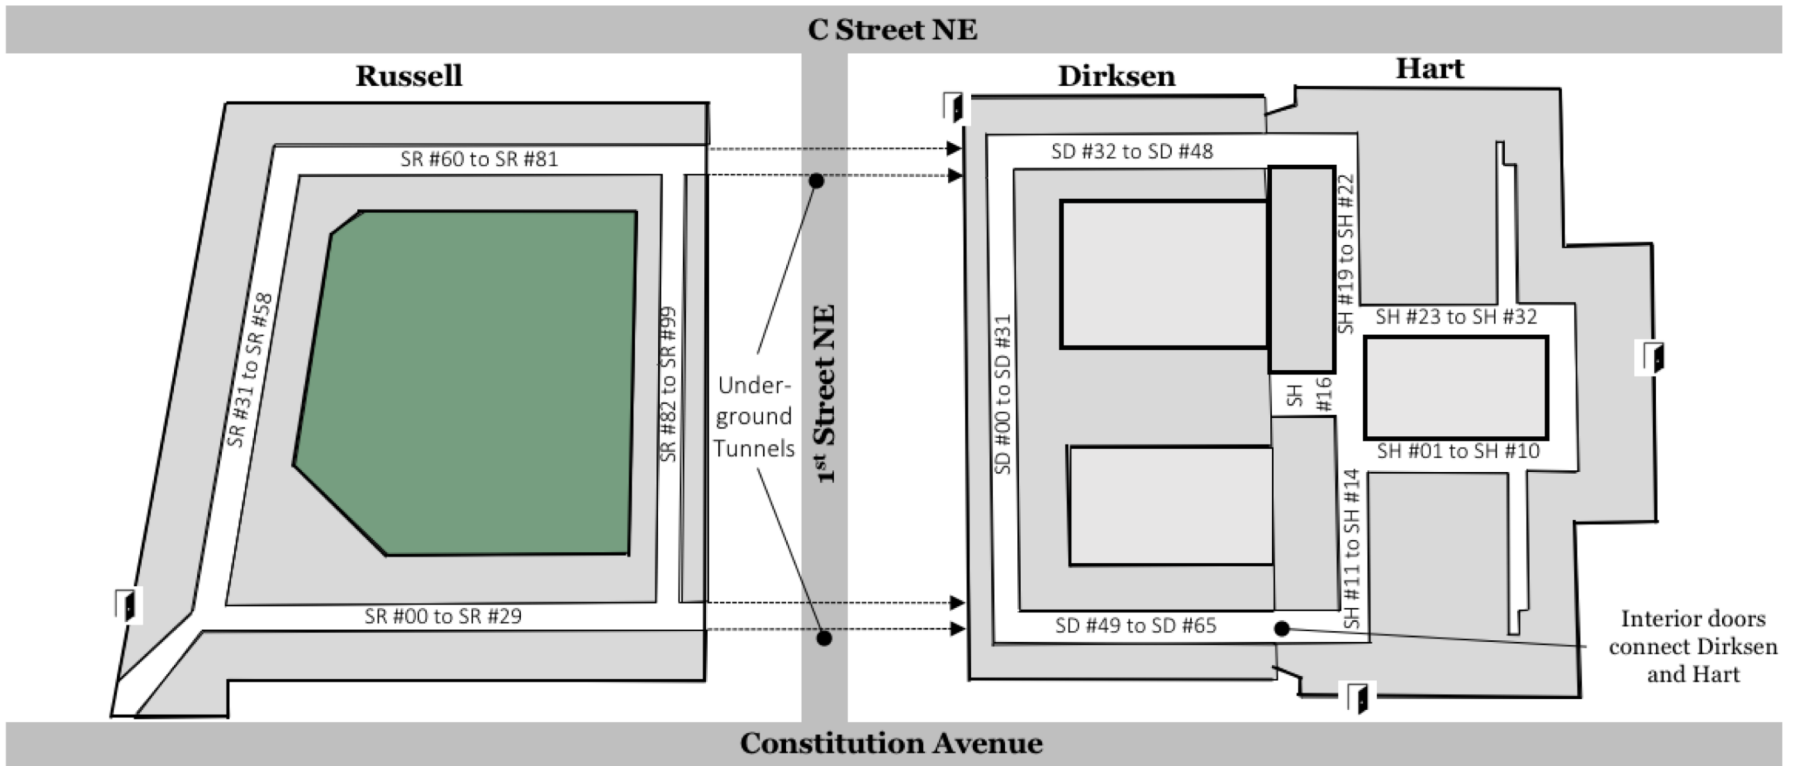 C Street NE
Russell
Dirksen
Hart
SR #60 to SR #81
SD #32 to SD #48
SR #31 to SR #58
SR #82 to SR #99
Under-
ground
Tunnels
1st Street NE
SD #00 to SD #31
SH #19 to SH #22
SH #23 to SH #32
SH
#16
SH #01 to SH #10
SH #11 to SH #14
SR #00 to SR #29
SD #49 to SD #65
Interior doors
connect Dirksen
and Hart
Constitution Avenue